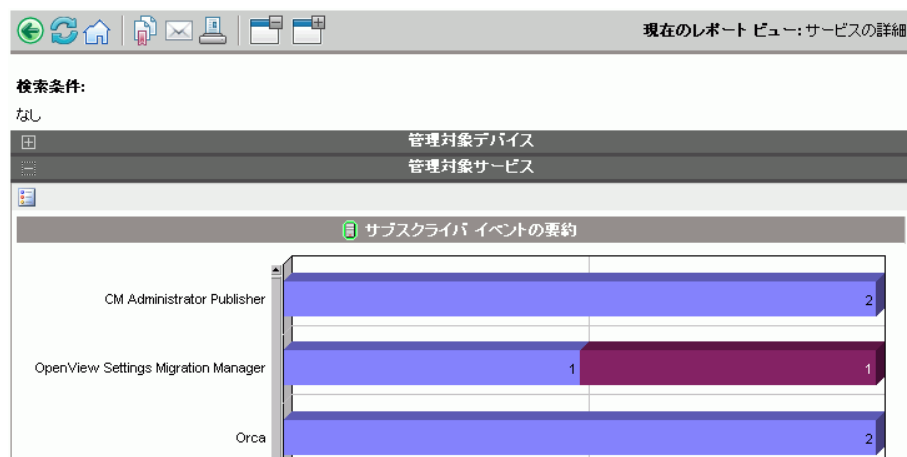 現在のレポート ビュー: サービスの詳細
検索条件:
なし
管理対象デバイス
管理対象サービス
サブスクライバ イベントの要約
CM Administrator Publisher
2
OpenView Settings Migration Manager
1
1
Orca
2